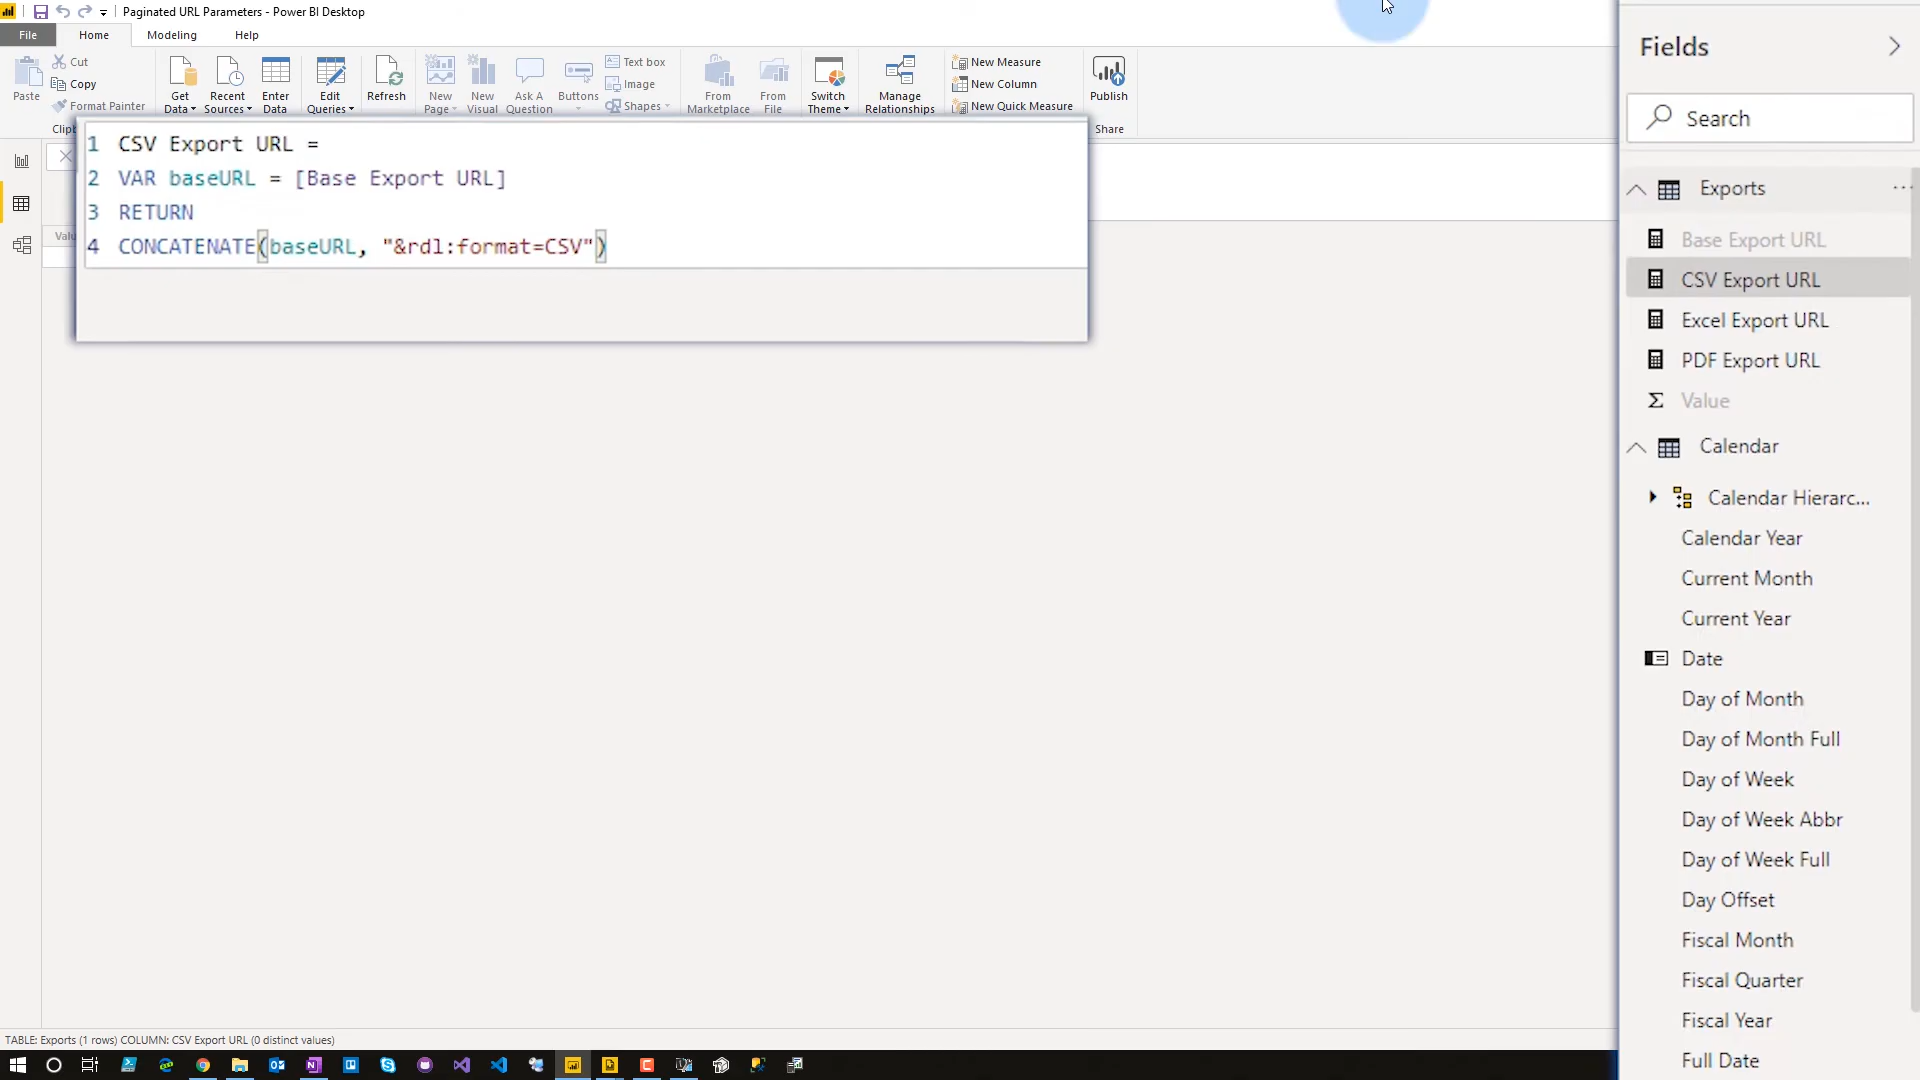 Paginated URL Parameters - Power BI Desktop
File Home Modeling Help
Paste
Cut
Copy
Format Painter
Get Data
Recent Sources
Enter Data
Edit Queries
Refresh
New Page
New Visual
Ask A Question
Buttons
Text box
Image
Shapes
From Marketplace
From File
Switch Theme
Manage Relationships
New Measure
New Column
New Quick Measure
Publish
Share
1 CSV Export URL =
2 VAR baseURL = [Base Export URL]
3 RETURN
4 CONCATENATE(baseURL, "&rdl:format=CSV")
Fields
Search
Exports
Base Export URL
CSV Export URL
Excel Export URL
PDF Export URL
Value
Calendar
Calendar Hierarc...
Calendar Year
Current Month
Current Year
Date
Day of Month
Day of Month Full
Day of Week
Day of Week Abbr
Day of Week Full
Day Offset
Fiscal Month
Fiscal Quarter
Fiscal Year
Full Date
TABLE: Exports (1 rows) COLUMN: CSV Export URL (0 distinct values)